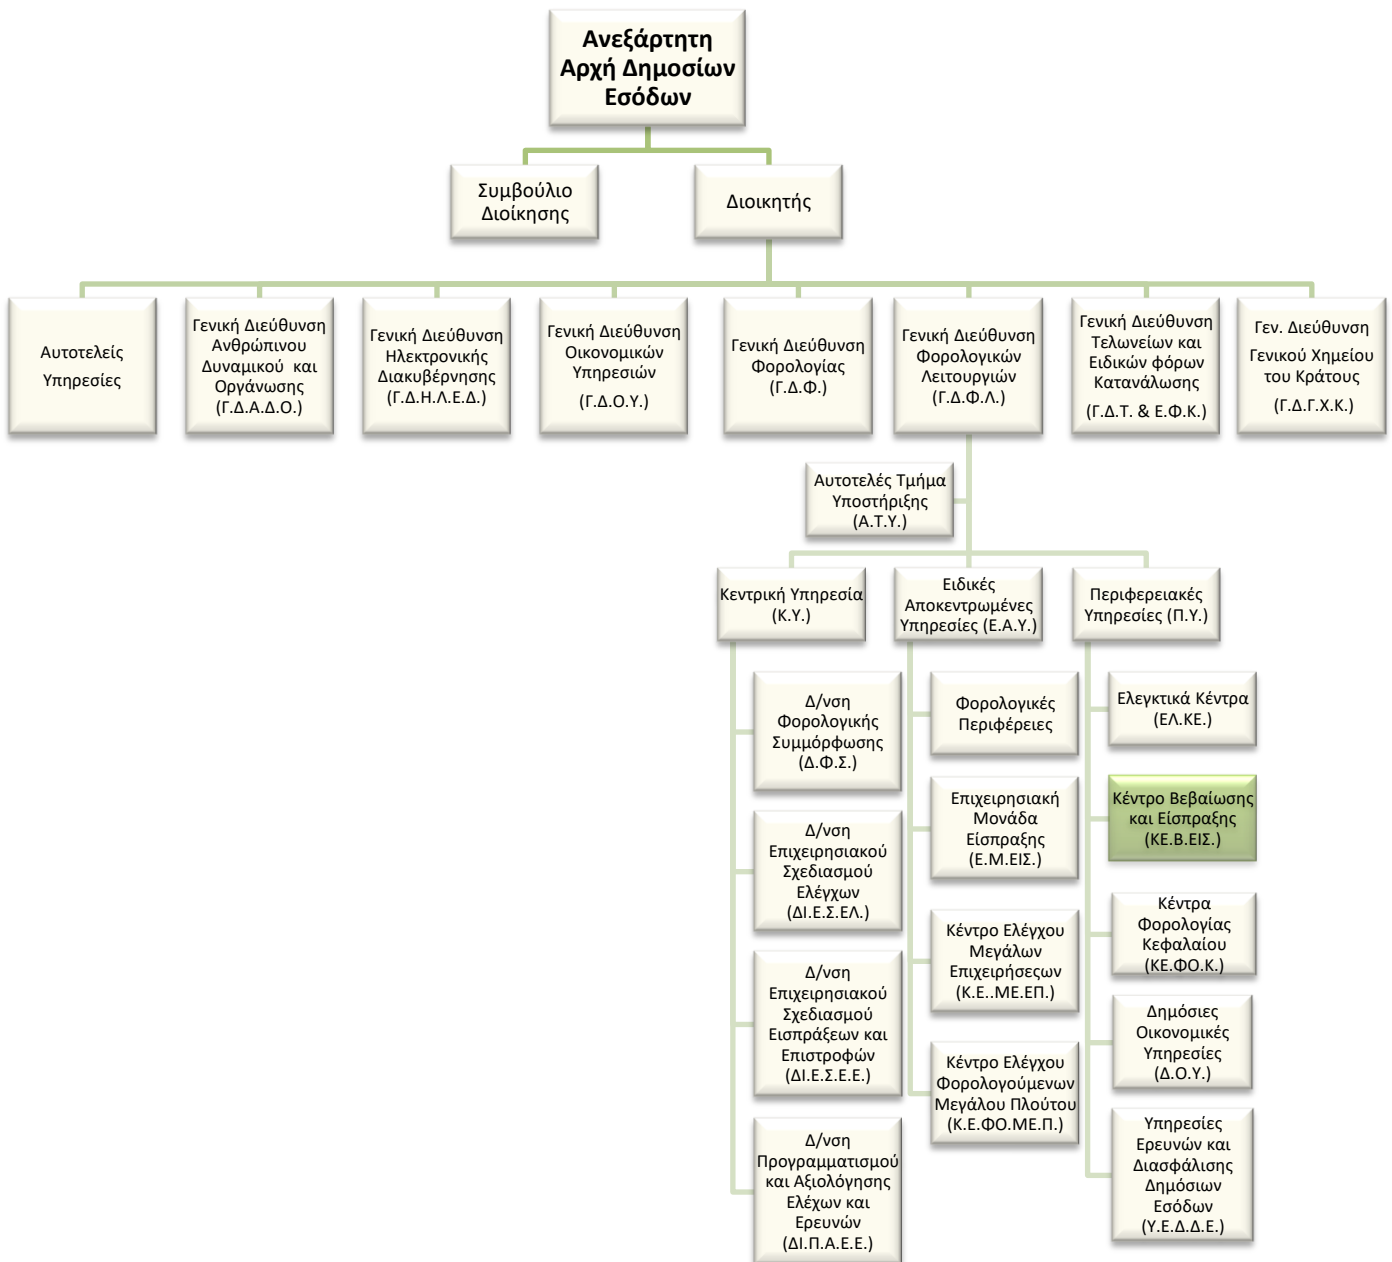 Ανεξάρτητη
Αρχή Δημοσίων
Εσόδων
Συμβούλιο
Διοίκησης
Διοικητής
Αυτοτελείς
Υπηρεσίες
Γενική Διεύθυνση
Ανθρώπινου
Δυναμικού και
Οργάνωσης
(Γ.Δ.Α.Δ.Ο.)
Γενική Διεύθυνση
Ηλεκτρονικής
Διακυβέρνησης
(Γ.Δ.Η.Λ.Ε.Δ.)
Γενική Διεύθυνση
Οικονομικών
Υπηρεσιών
(Γ.Δ.Ο.Υ.)
Γενική Διεύθυνση
Φορολογίας
(Γ.Δ.Φ.)
Γενική Διεύθυνση
Φορολογικών
Λειτουργιών
(Γ.Δ.Φ.Λ.)
Γενική Διεύθυνση
Τελωνείων και
Ειδικών φόρων
Κατανάλωσης
(Γ.Δ.Τ. & Ε.Φ.Κ.)
Γεν. Διεύθυνση
Γενικού Χημείου
του Κράτους
(Γ.Δ.Γ.Χ.Κ.)
Αυτοτελές Τμήμα
Υποστήριξης
(Α.Τ.Υ.)
Κεντρική Υπηρεσία
(Κ.Υ.)
Ειδικές
Αποκεντρωμένες
Υπηρεσίες (Ε.Α.Υ.)
Περιφερειακές
Υπηρεσίες (Π.Υ.)
Δ/νση
Φορολογικής
Συμμόρφωσης
(Δ.Φ.Σ.)
Δ/νση
Επιχειρησιακού
Σχεδιασμού
Ελέγχων
(ΔΙ.Ε.Σ.ΕΛ.)
Δ/νση
Επιχειρησιακού
Σχεδιασμού
Εισπράξεων και
Επιστροφών
(ΔΙ.Ε.Σ.Ε.Ε.)
Δ/νση
Προγραμματισμού
και Αξιολόγησης
Ελέχων και
Ερευνών
(ΔΙ.Π.Α.Ε.Ε.)
Φορολογικές
Περιφέρειες
Επιχειρησιακή
Μονάδα
Είσπραξης
(Ε.Μ.ΕΙΣ.)
Κέντρο Ελέγχου
Μεγάλων
Επιχειρήσεςων
(Κ.Ε..ΜΕ.ΕΠ.)
Κέντρο Ελέγχου
Φορολογούμενων
Μεγάλου Πλούτου
(Κ.Ε.ΦΟ.ΜΕ.Π.)
Ελεγκτικά Κέντρα
(ΕΛ.ΚΕ.)
Κέντρο Βεβαίωσης
και Είσπραξης
(ΚΕ.Β.ΕΙΣ.)
Κέντρα
Φορολογίας
Κεφαλαίου
(ΚΕ.ΦΟ.Κ.)
Δημόσιες
Οικονομικές
Υπηρεσίες
(Δ.Ο.Υ.)
Υπηρεσίες
Ερευνών και
Διασφάλισης
Δημόσιων
Εσόδων
(Υ.Ε.Δ.Δ.Ε.)